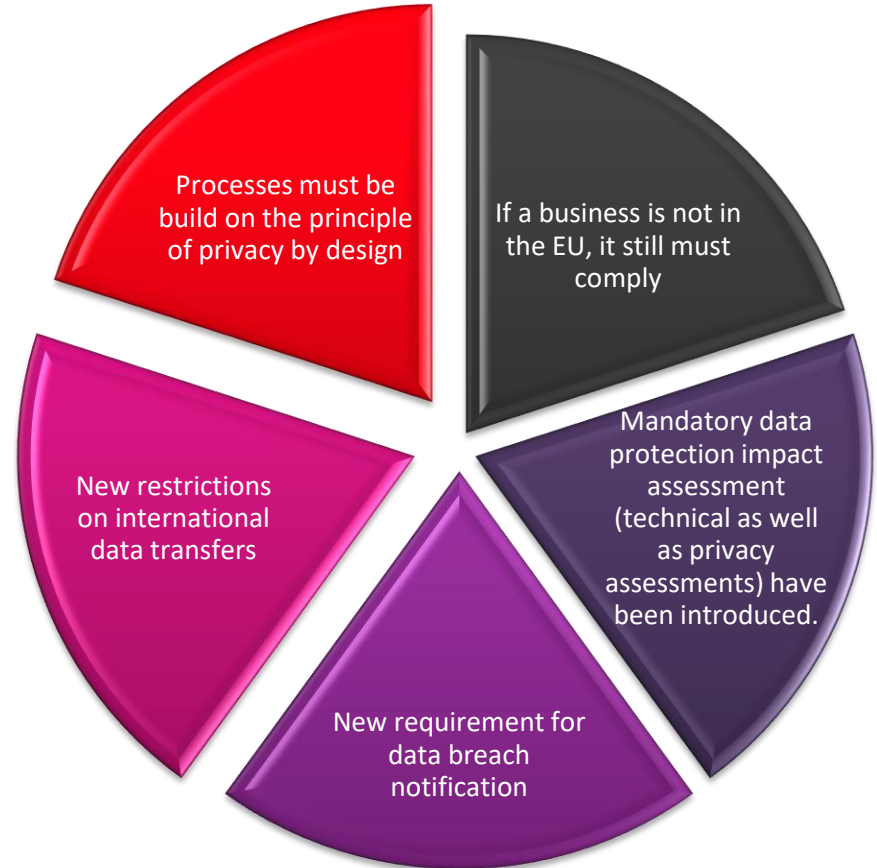 Processes must be
build on the principle
of privacy by design
If a business is not in
the EU, it still must
comply
Mandatory data
protection impact
assessment
(technical as well
as privacy
assessments) have
been introduced.
New restrictions
on international
data transfers
New requirement for
data breach
notification